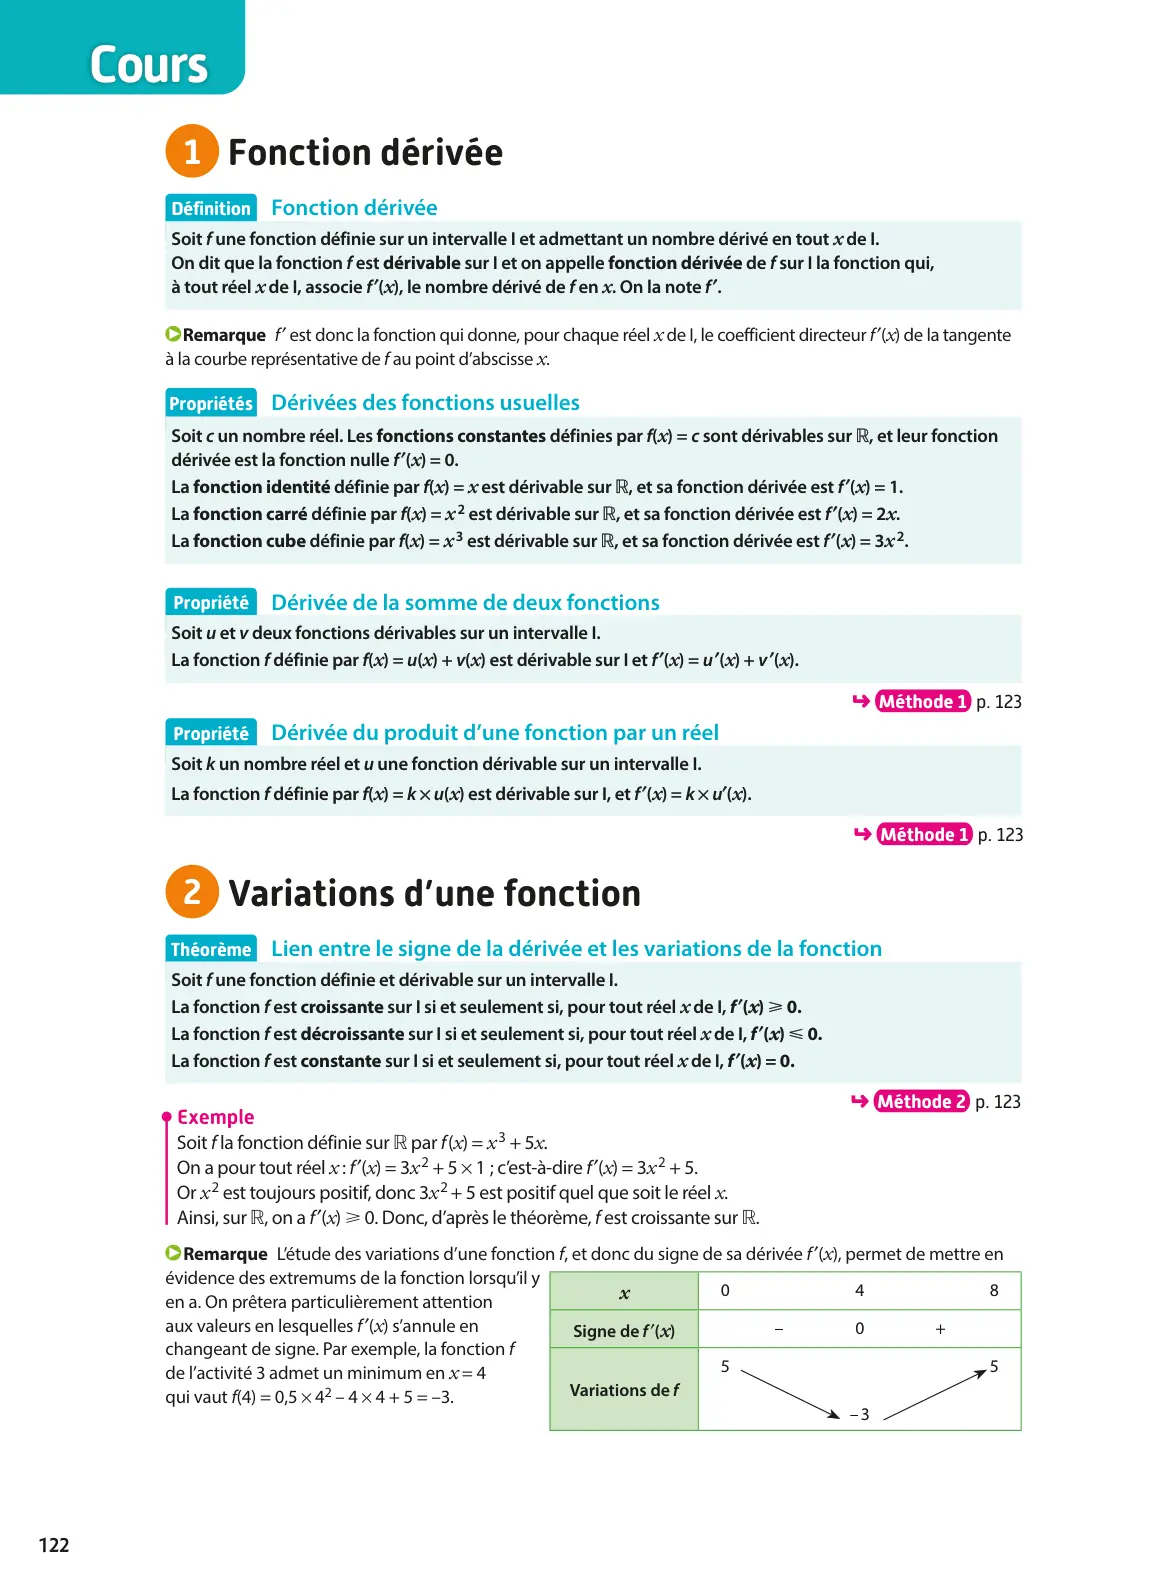 Cours
1 Fonction dérivée
Définition Fonction dérivée
Soit f une fonction définie sur un intervalle I et admettant un nombre dérivé en tout x de I.
On dit que la fonction f est dérivable sur I et on appelle fonction dérivée de f sur I la fonction qui,
à tout réel x de I, associe f′(x), le nombre dérivé de f en x. On la note f′.
Remarque f′ est donc la fonction qui donne, pour chaque réel x de I, le coefficient directeur f′(x) de la tangente
à la courbe représentative de f au point d’abscisse x.
Propriétés Dérivées des fonctions usuelles
Soit c un nombre réel. Les fonctions constantes définies par f(x) = c sont dérivables sur ℝ, et leur fonction
dérivée est la fonction nulle f′(x) = 0.
La fonction identité définie par f(x) = x est dérivable sur ℝ, et sa fonction dérivée est f′(x) = 1.
La fonction carré définie par f(x) = x² est dérivable sur ℝ, et sa fonction dérivée est f′(x) = 2x.
La fonction cube définie par f(x) = x³ est dérivable sur ℝ, et sa fonction dérivée est f′(x) = 3x².
Propriété Dérivée de la somme de deux fonctions
Soit u et v deux fonctions dérivables sur un intervalle I.
La fonction f définie par f(x) = u(x) + v(x) est dérivable sur I et f′(x) = u′(x) + v′(x).
↪ Méthode 1 p. 123
Propriété Dérivée du produit d’une fonction par un réel
Soit k un nombre réel et u une fonction dérivable sur un intervalle I.
La fonction f définie par f(x) = k × u(x) est dérivable sur I, et f′(x) = k × u′(x).
↪ Méthode 1 p. 123
2 Variations d’une fonction
Théorème Lien entre le signe de la dérivée et les variations de la fonction
Soit f une fonction définie et dérivable sur un intervalle I.
La fonction f est croissante sur I si et seulement si, pour tout réel x de I, f′(x) ⩾ 0.
La fonction f est décroissante sur I si et seulement si, pour tout réel x de I, f′(x) ⩽ 0.
La fonction f est constante sur I si et seulement si, pour tout réel x de I, f′(x) = 0.
↪ Méthode 2 p. 123
Exemple
Soit f la fonction définie sur ℝ par f(x) = x³ + 5x.
On a pour tout réel x : f′(x) = 3x² + 5 × 1 ; c’est-à-dire f′(x) = 3x² + 5.
Or x² est toujours positif, donc 3x² + 5 est positif quel que soit le réel x.
Ainsi, sur ℝ, on a f′(x) ⩾ 0. Donc, d’après le théorème, f est croissante sur ℝ.
Remarque L’étude des variations d’une fonction f, et donc du signe de sa dérivée f′(x), permet de mettre en
évidence des extremums de la fonction lorsqu’il y
en a. On prêtera particulièrement attention
aux valeurs en lesquelles f′(x) s’annule en
changeant de signe. Par exemple, la fonction f
de l’activité 3 admet un minimum en x = 4
qui vaut f(4) = 0,5 × 4² – 4 × 4 + 5 = –3.
x 0 4 8
Signe de f′(x) – 0 +
Variations de f 5 –3 5
122